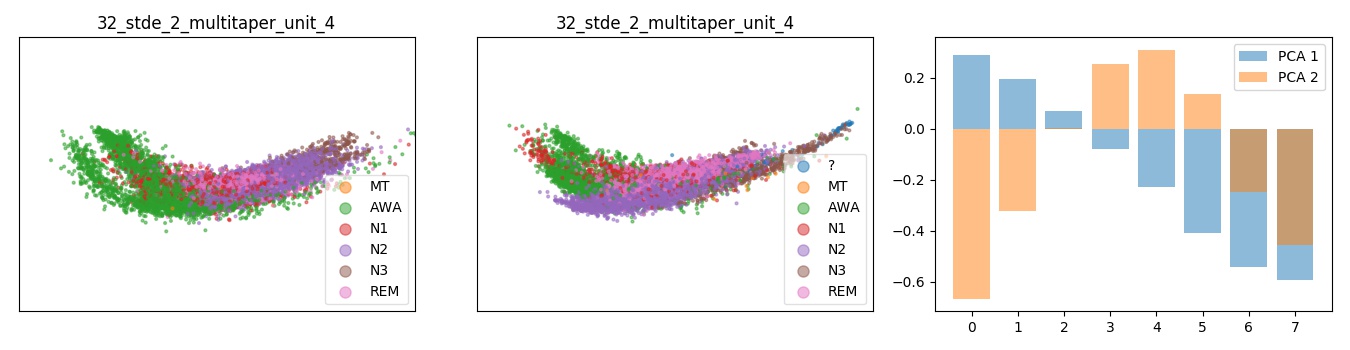 32_stde_2_multitaper_unit_4
MT
AWA
N1
N2
N3
REM
32_stde_2_multitaper_unit_4
?
MT
AWA
N1
N2
N3
REM
PCA 1
PCA 2
0.2
0.0
−0.2
−0.4
−0.6
0 1 2 3 4 5 6 7